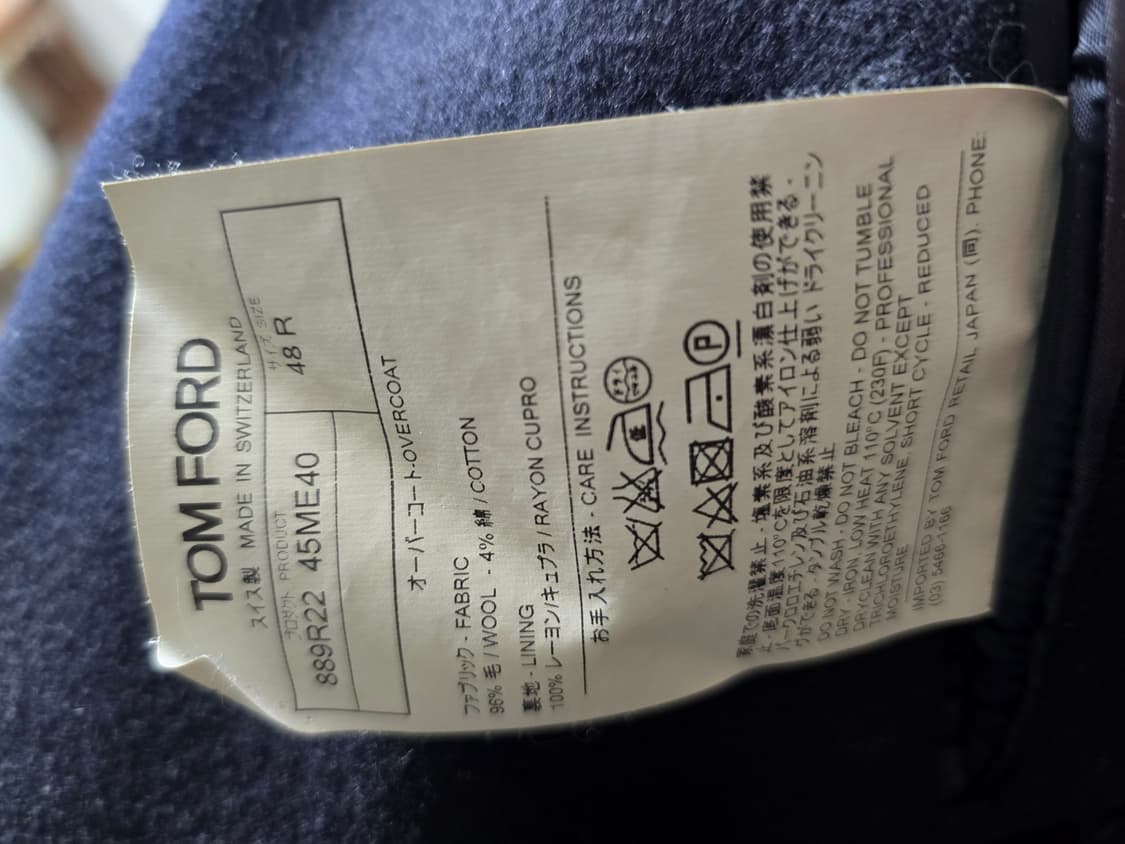 TOM FORD
スイス製 MADE IN SWITZERLAND
プロダクト PRODUCT
サイズ SIZE
889R22 45ME40
48 R
オーバーコート-OVERCOAT
ファブリック - FABRIC
96% 毛 / WOOL - 4% 綿 / COTTON
裏地 - LINING
100% レーヨン/キュプラ / RAYON CUPRO
お手入れ方法 - CARE INSTRUCTIONS
低
ドライ
P
家庭での洗濯禁止 - 塩素系及び酸素系漂白剤の使用禁
止 - 底面温度110°Cを限度としてアイロン仕上げができる -
パークロロエチレン及び石油系溶剤による弱い ドライクリーニン
グができる - タンブル乾燥禁止
DO NOT WASH. DO NOT BLEACH - DO NOT TUMBLE
DRY - IRON, LOW HEAT 110°C (230F) - PROFESSIONAL
DRYCLEAN WITH ANY SOLVENT EXCEPT
TRICHLOROETHYLENE, SHORT CYCLE - REDUCED
MOISTURE
IMPORTED BY TOM FORD RETAIL JAPAN (同). PHONE:
(03) 5466-1166